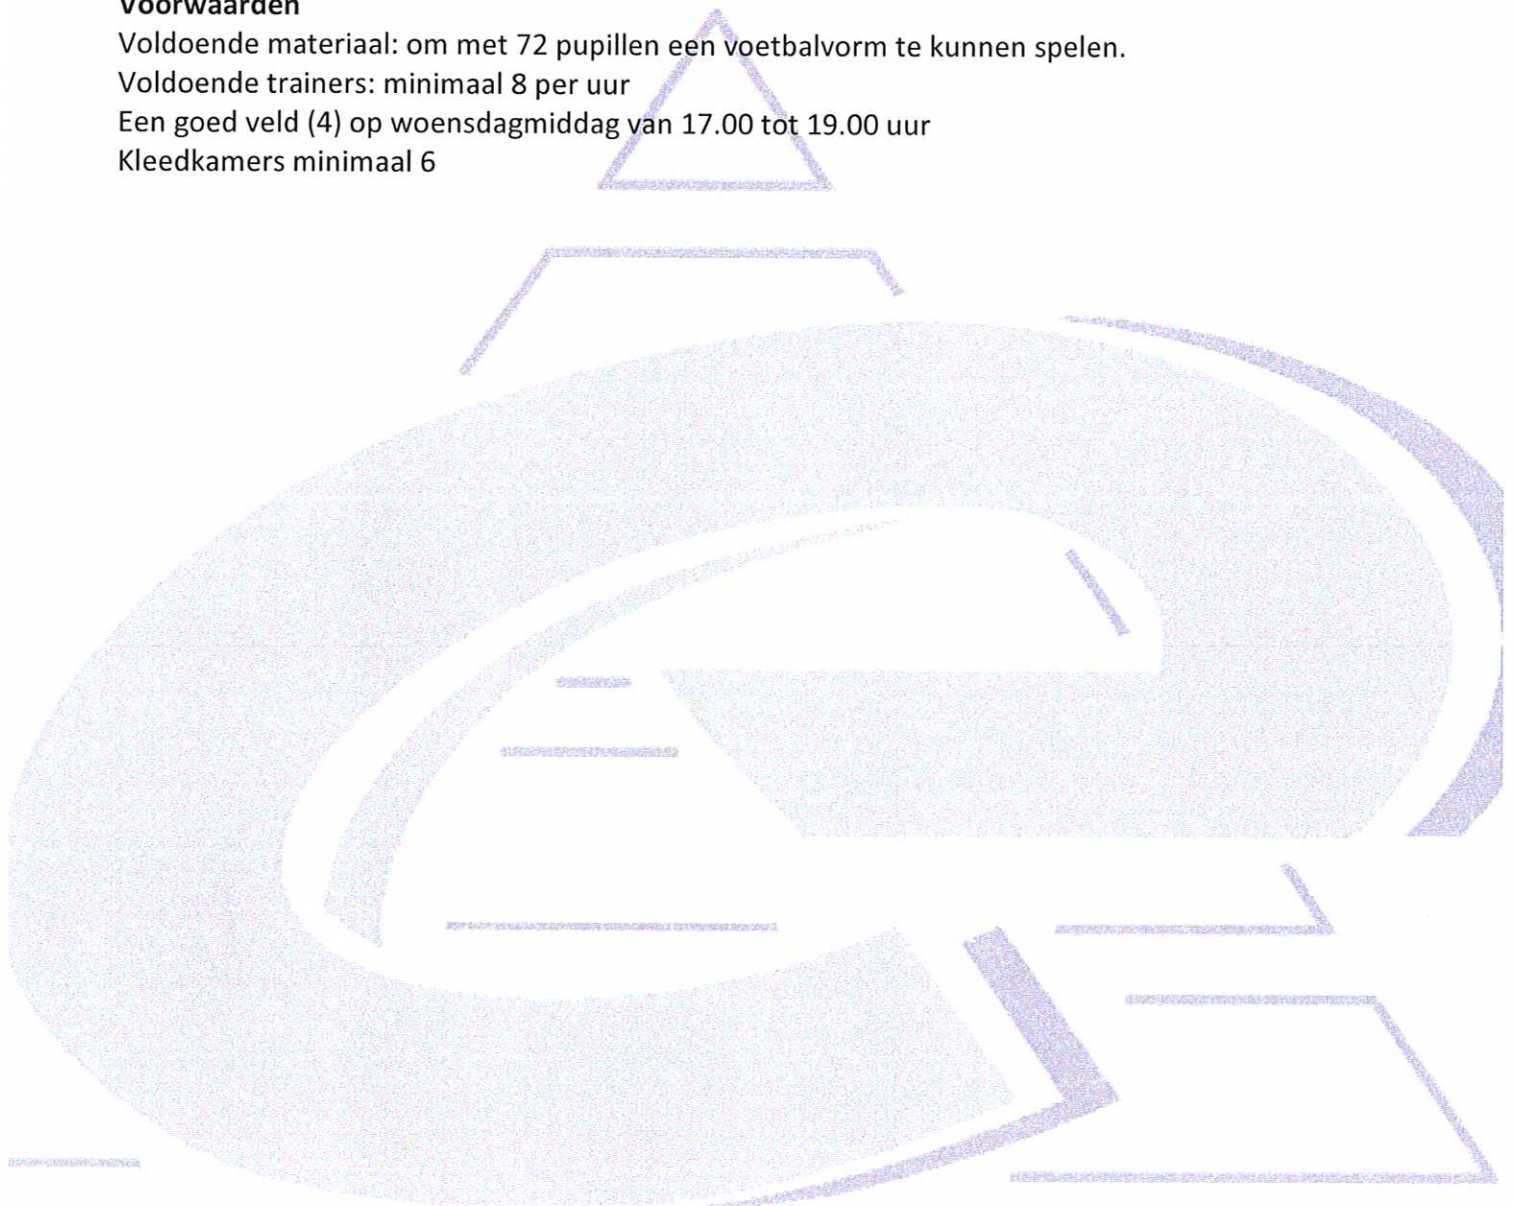 Voorwaarden
Voldoende materiaal: om met 72 pupillen een voetbalvorm te kunnen spelen.
Voldoende trainers: minimaal 8 per uur
Een goed veld (4) op woensdagmiddag van 17.00 tot 19.00 uur
Kleedkamers minimaal 6